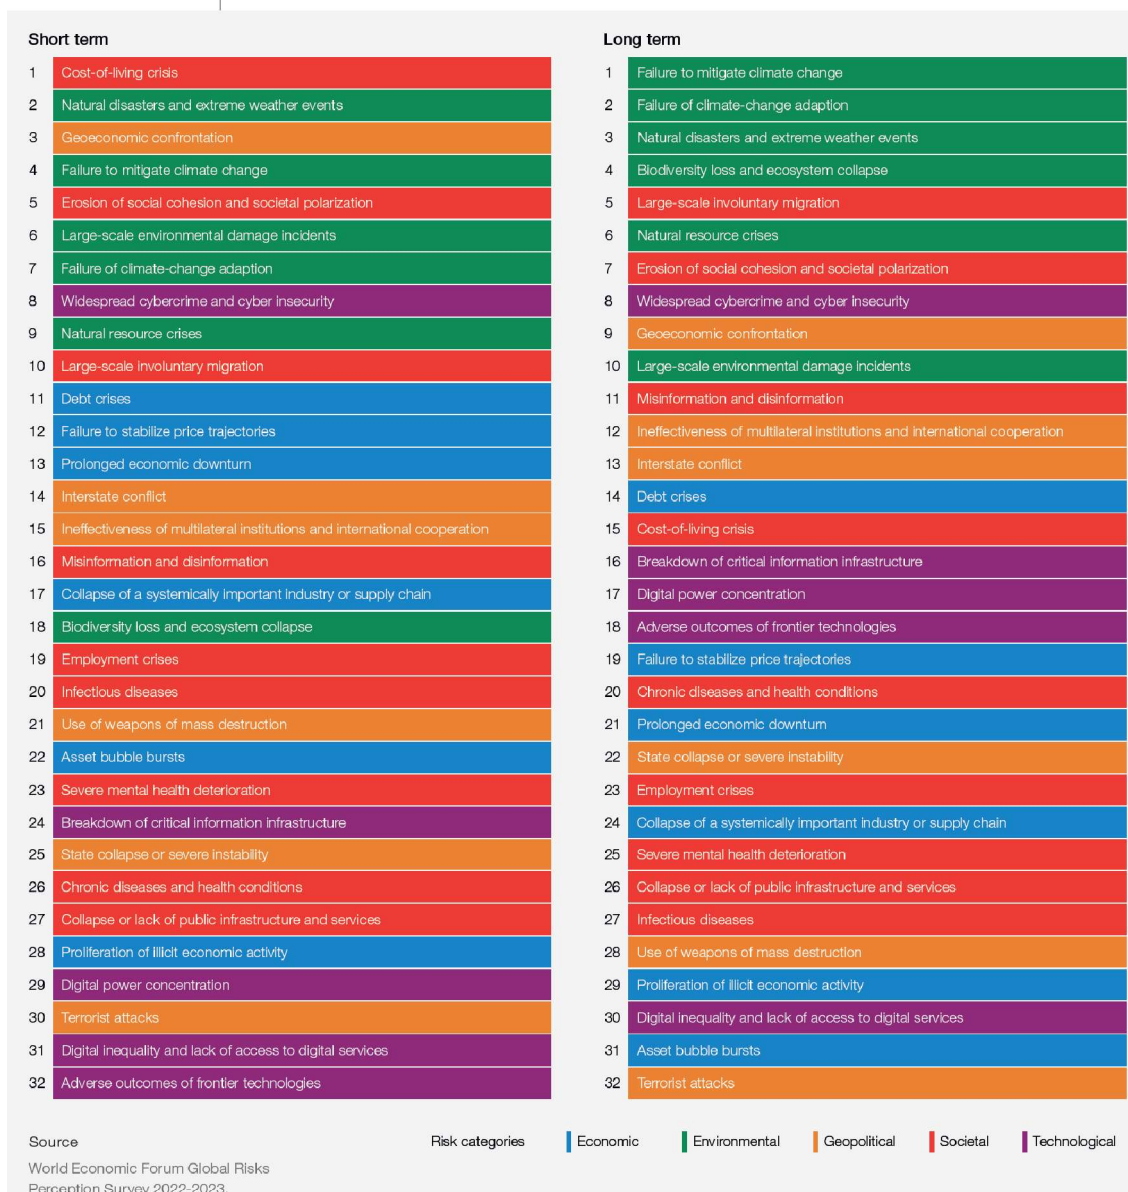 Short term
1 Cost-of-living crisis
2 Natural disasters and extreme weather events
3 Geoeconomic confrontation
4 Failure to mitigate climate change
5 Erosion of social cohesion and societal polarization
6 Large-scale environmental damage incidents
7 Failure of climate-change adaption
8 Widespread cybercrime and cyber insecurity
9 Natural resource crises
10 Large-scale involuntary migration
11 Debt crises
12 Failure to stabilize price trajectories
13 Prolonged economic downturn
14 Interstate conflict
15 Ineffectiveness of multilateral institutions and international cooperation
16 Misinformation and disinformation
17 Collapse of a systemically important industry or supply chain
18 Biodiversity loss and ecosystem collapse
19 Employment crises
20 Infectious diseases
21 Use of weapons of mass destruction
22 Asset bubble bursts
23 Severe mental health deterioration
24 Breakdown of critical information infrastructure
25 State collapse or severe instability
26 Chronic diseases and health conditions
27 Collapse or lack of public infrastructure and services
28 Proliferation of illicit economic activity
29 Digital power concentration
30 Terrorist attacks
31 Digital inequality and lack of access to digital services
32 Adverse outcomes of frontier technologies
Long term
1 Failure to mitigate climate change
2 Failure of climate-change adaption
3 Natural disasters and extreme weather events
4 Biodiversity loss and ecosystem collapse
5 Large-scale involuntary migration
6 Natural resource crises
7 Erosion of social cohesion and societal polarization
8 Widespread cybercrime and cyber insecurity
9 Geoeconomic confrontation
10 Large-scale environmental damage incidents
11 Misinformation and disinformation
12 Ineffectiveness of multilateral institutions and international cooperation
13 Interstate conflict
14 Debt crises
15 Cost-of-living crisis
16 Breakdown of critical information infrastructure
17 Digital power concentration
18 Adverse outcomes of frontier technologies
19 Failure to stabilize price trajectories
20 Chronic diseases and health conditions
21 Prolonged economic downturn
22 State collapse or severe instability
23 Employment crises
24 Collapse of a systemically important industry or supply chain
25 Severe mental health deterioration
26 Collapse or lack of public infrastructure and services
27 Infectious diseases
28 Use of weapons of mass destruction
29 Proliferation of illicit economic activity
30 Digital inequality and lack of access to digital services
31 Asset bubble bursts
32 Terrorist attacks
Source
World Economic Forum Global Risks
Perception Survey 2022-2023.
Risk categories Economic Environmental Geopolitical Societal Technological